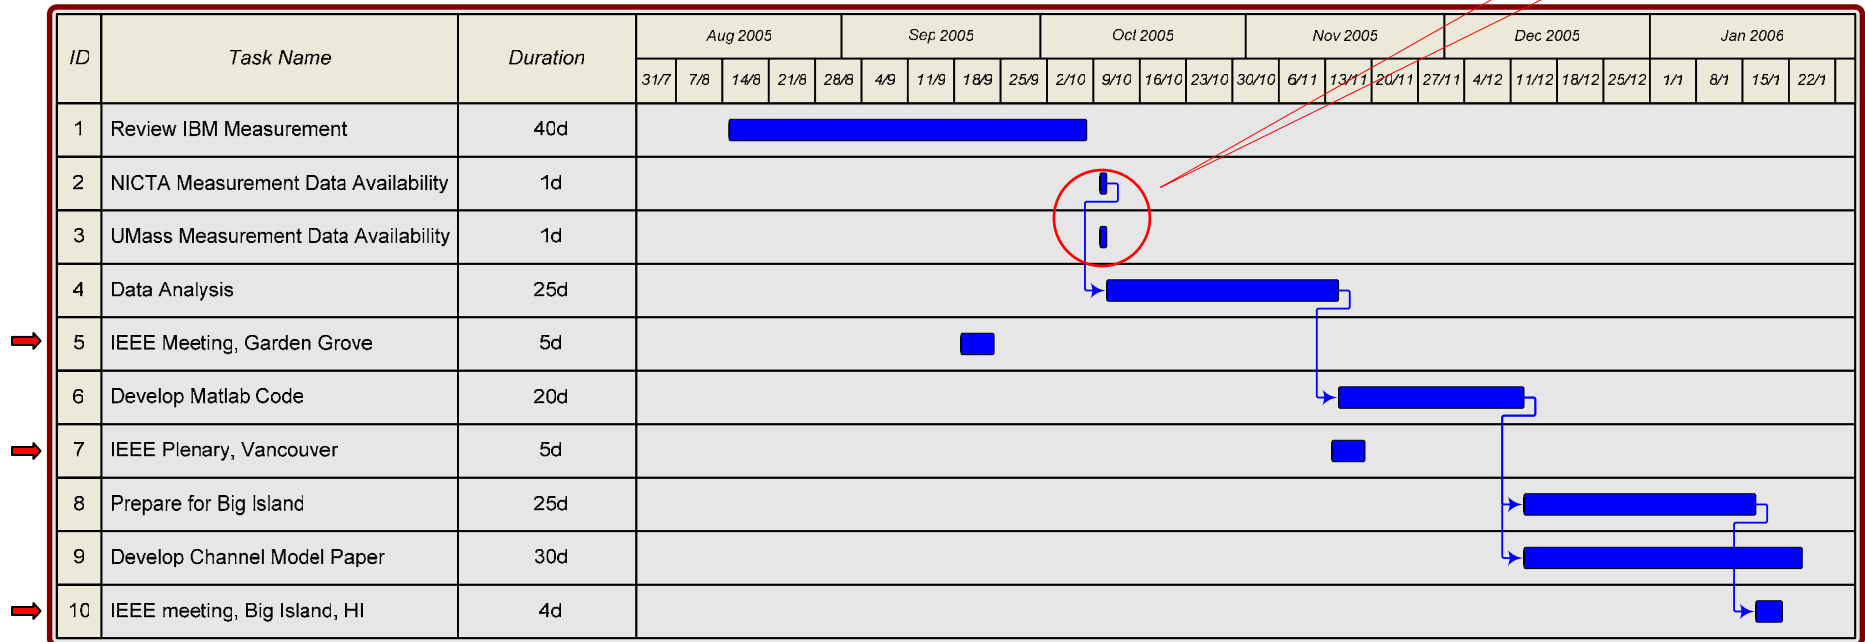 ID Task Name Duration Aug 2005 Sep 2005 Oct 2005 Nov 2005 Dec 2005 Jan 2006
31/7 7/8 14/8 21/8 28/8 4/9 11/9 18/9 25/9 2/10 9/10 16/10 23/10 30/10 6/11 13/11 20/11 27/11 4/12 11/12 18/12 25/12 1/1 8/1 15/1 22/1
1 Review IBM Measurement 40d
2 NICTA Measurement Data Availability 1d
3 UMass Measurement Data Availability 1d
4 Data Analysis 25d
5 IEEE Meeting, Garden Grove 5d
6 Develop Matlab Code 20d
7 IEEE Plenary, Vancouver 5d
8 Prepare for Big Island 25d
9 Develop Channel Model Paper 30d
10 IEEE meeting, Big Island, HI 4d